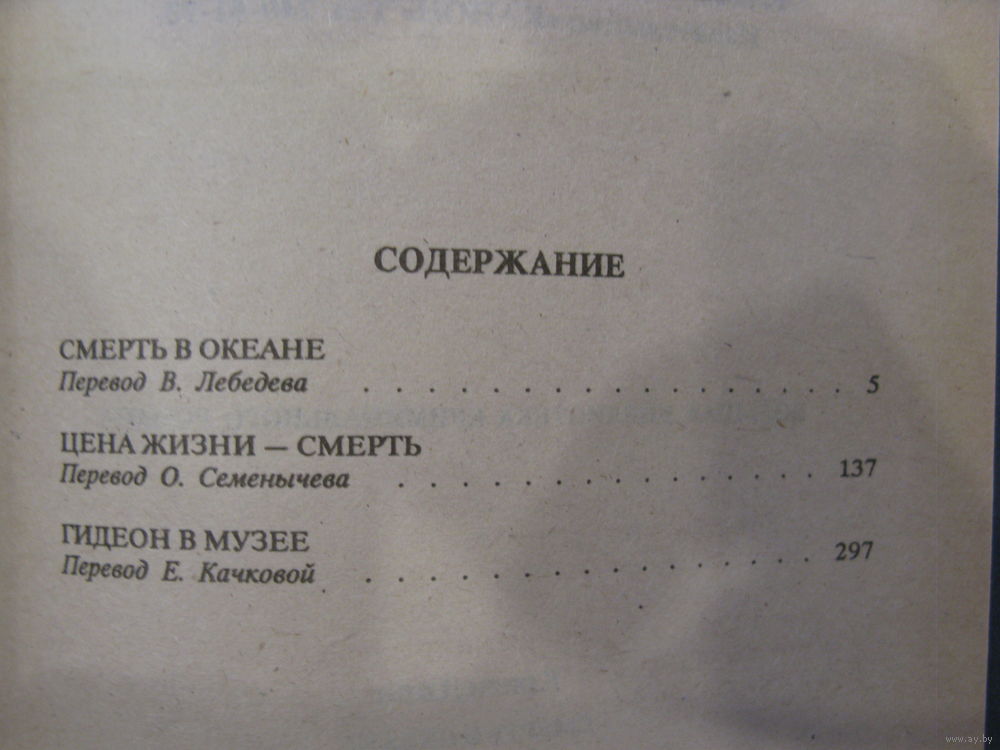 СОДЕРЖАНИЕ
СМЕРТЬ В ОКЕАНЕ
Перевод В. Лебедева . . . . . . . . . . . . . . . . . . . . 5
ЦЕНА ЖИЗНИ — СМЕРТЬ
Перевод О. Семенычева . . . . . . . . . . . . . . . . . 137
ГИДЕОН В МУЗЕЕ
Перевод Е. Качковой . . . . . . . . . . . . . . . . . . 297
www.ay.by